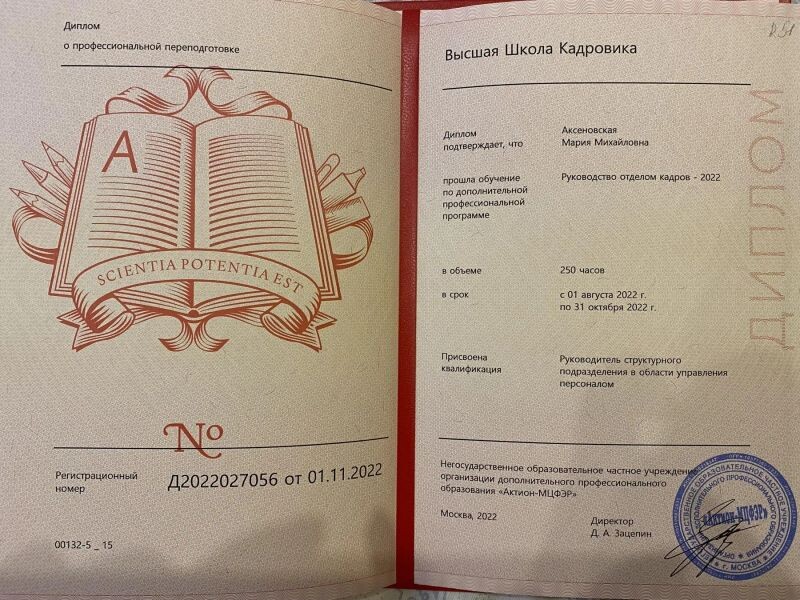 Диплом
о профессиональной переподготовке
A
SCIENTIA POTENTIA EST
№
Регистрационный
номер
Д2022027056 от 01.11.2022
00132-5 _ 15
Высшая Школа Кадровика
Диплом
подтверждает, что
Аксеновская
Мария Михайловна
прошла обучение
по дополнительной
профессиональной
программе
Руководство отделом кадров - 2022
в объеме
250 часов
в срок
с 01 августа 2022 г.
по 31 октября 2022 г.
Присвоена
квалификация
Руководитель структурного
подразделения в области управления
персоналом
Негосударственное образовательное частное учреждение
организации дополнительного профессионального
образования «Актион-МЦФЭР»
Москва, 2022
Директор
Д. А. Зацепин
ДИПЛОМ
«Актион-МЦФЭР»
г. МОСКВА